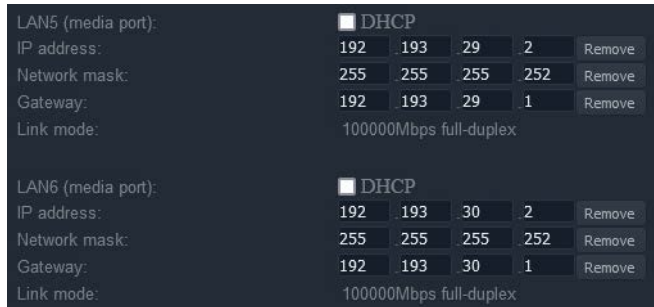 LAN5 (media port): DHCP
IP address: 192 .193 .29 .2 Remove
Network mask: 255 .255 .255 .252 Remove
Gateway: 192 .193 .29 .1 Remove
Link mode: 100000Mbps full-duplex
LAN6 (media port): DHCP
IP address: 192 .193 .30 .2 Remove
Network mask: 255 .255 .255 .252 Remove
Gateway: 192 .193 .30 .1 Remove
Link mode: 100000Mbps full-duplex